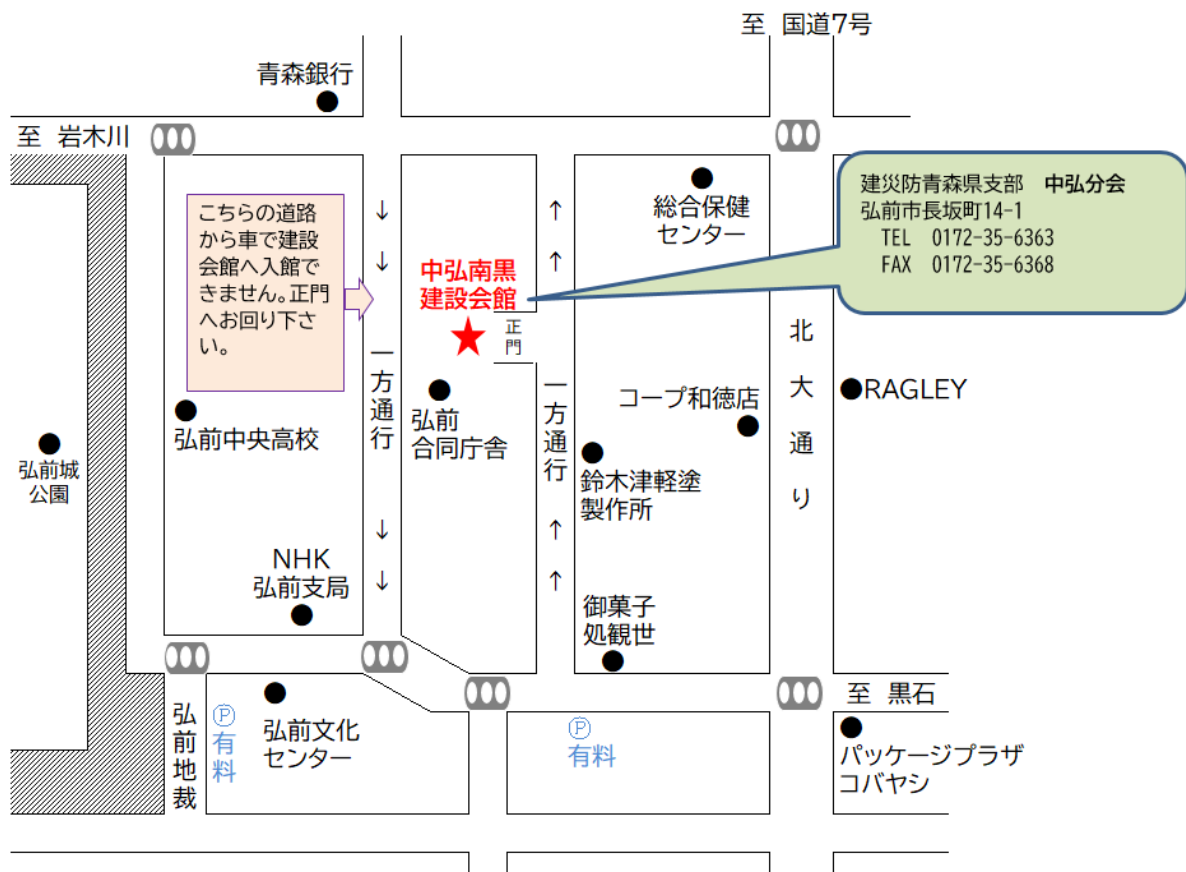 至 国道7号
青森銀行
至 岩木川
こちらの道路
から車で建設
会館へ入館で
きません。正門
へお回り下さ
い。
総合保健
センター
建災防青森県支部 中弘分会
弘前市長坂町14-1
TEL 0172-35-6363
FAX 0172-35-6368
中弘南黒
建設会館
正門
一方通行
弘前
合同庁舎
一方通行
コープ和徳店
北大通り
RAGLEY
弘前中央高校
弘前城
公園
鈴木津軽塗
製作所
NHK
弘前支局
御菓子
処観世
至 黒石
弘前地裁
Ⓟ
有料
弘前文化
センター
Ⓟ
有料
パッケージプラザ
コバヤシ